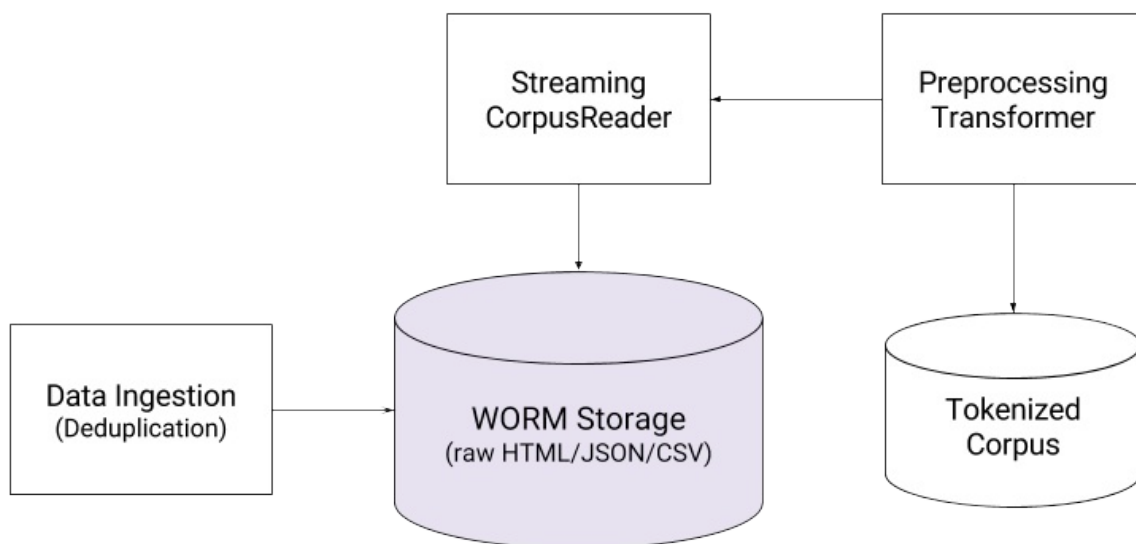 Streaming
CorpusReader
Preprocessing
Transformer
Data Ingestion
(Deduplication)
WORM Storage
(raw HTML/JSON/CSV)
Tokenized
Corpus